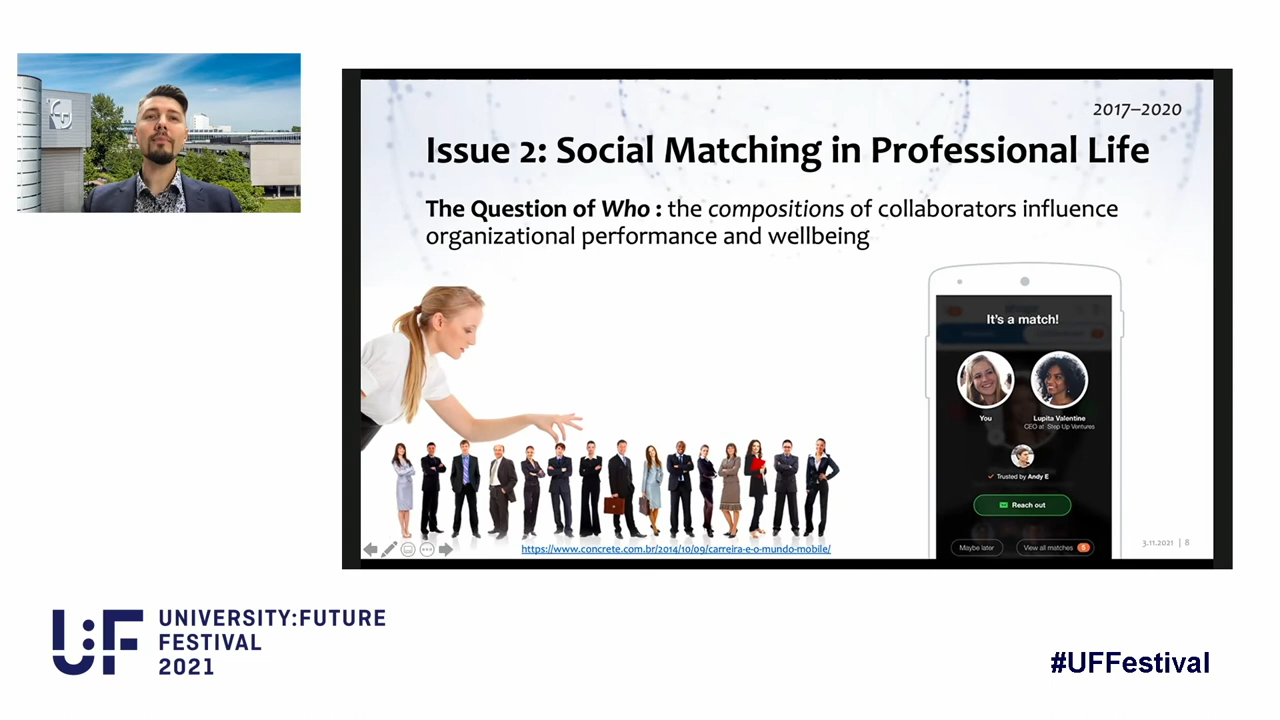 2017–2020
Issue 2: Social Matching in Professional Life
The Question of Who : the compositions of collaborators influence
organizational performance and wellbeing
It's a match!
You
Lupita Valentine
CEO at Step Up Ventures
Trusted by Andy E
Reach out
Maybe later
View all matches 6
https://www.concrete.com.br/2014/10/09/carreira-e-o-mundo-mobile/
3.11.2021 | 8
U:F
UNIVERSITY:FUTURE
FESTIVAL
2021
#UFFestival